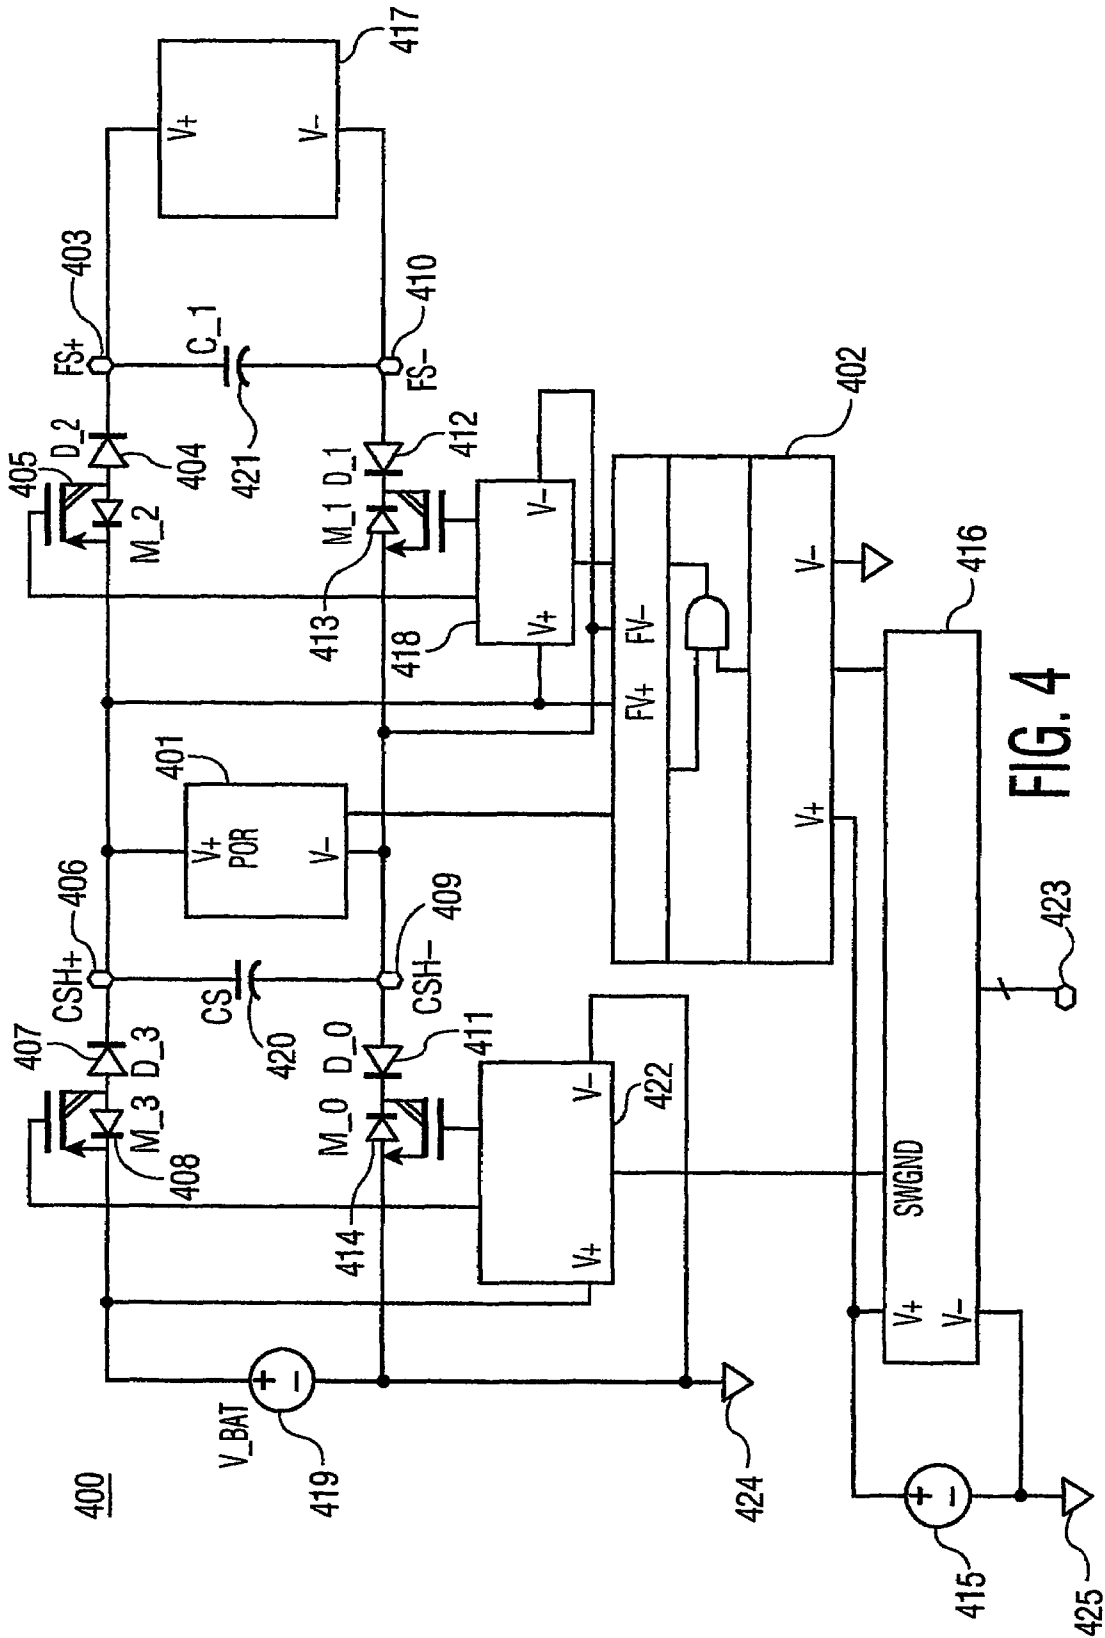 400
V_BAT
+
−
419
424
M_3
408
407
D_3
CSH+
406
CS
420
CSH−
409
D_0
411
M_0
414
V+
V−
422
401
V+
POR
V−
405
M_2
D_2
404
FS+
403
C_1
421
FS−
410
412
D_1
M_1
413
418
V+
V−
V+
V−
417
FV+
FV−
402
V+
V−
416
SWGND
V+
V−
423
+
−
415
425
FIG. 4